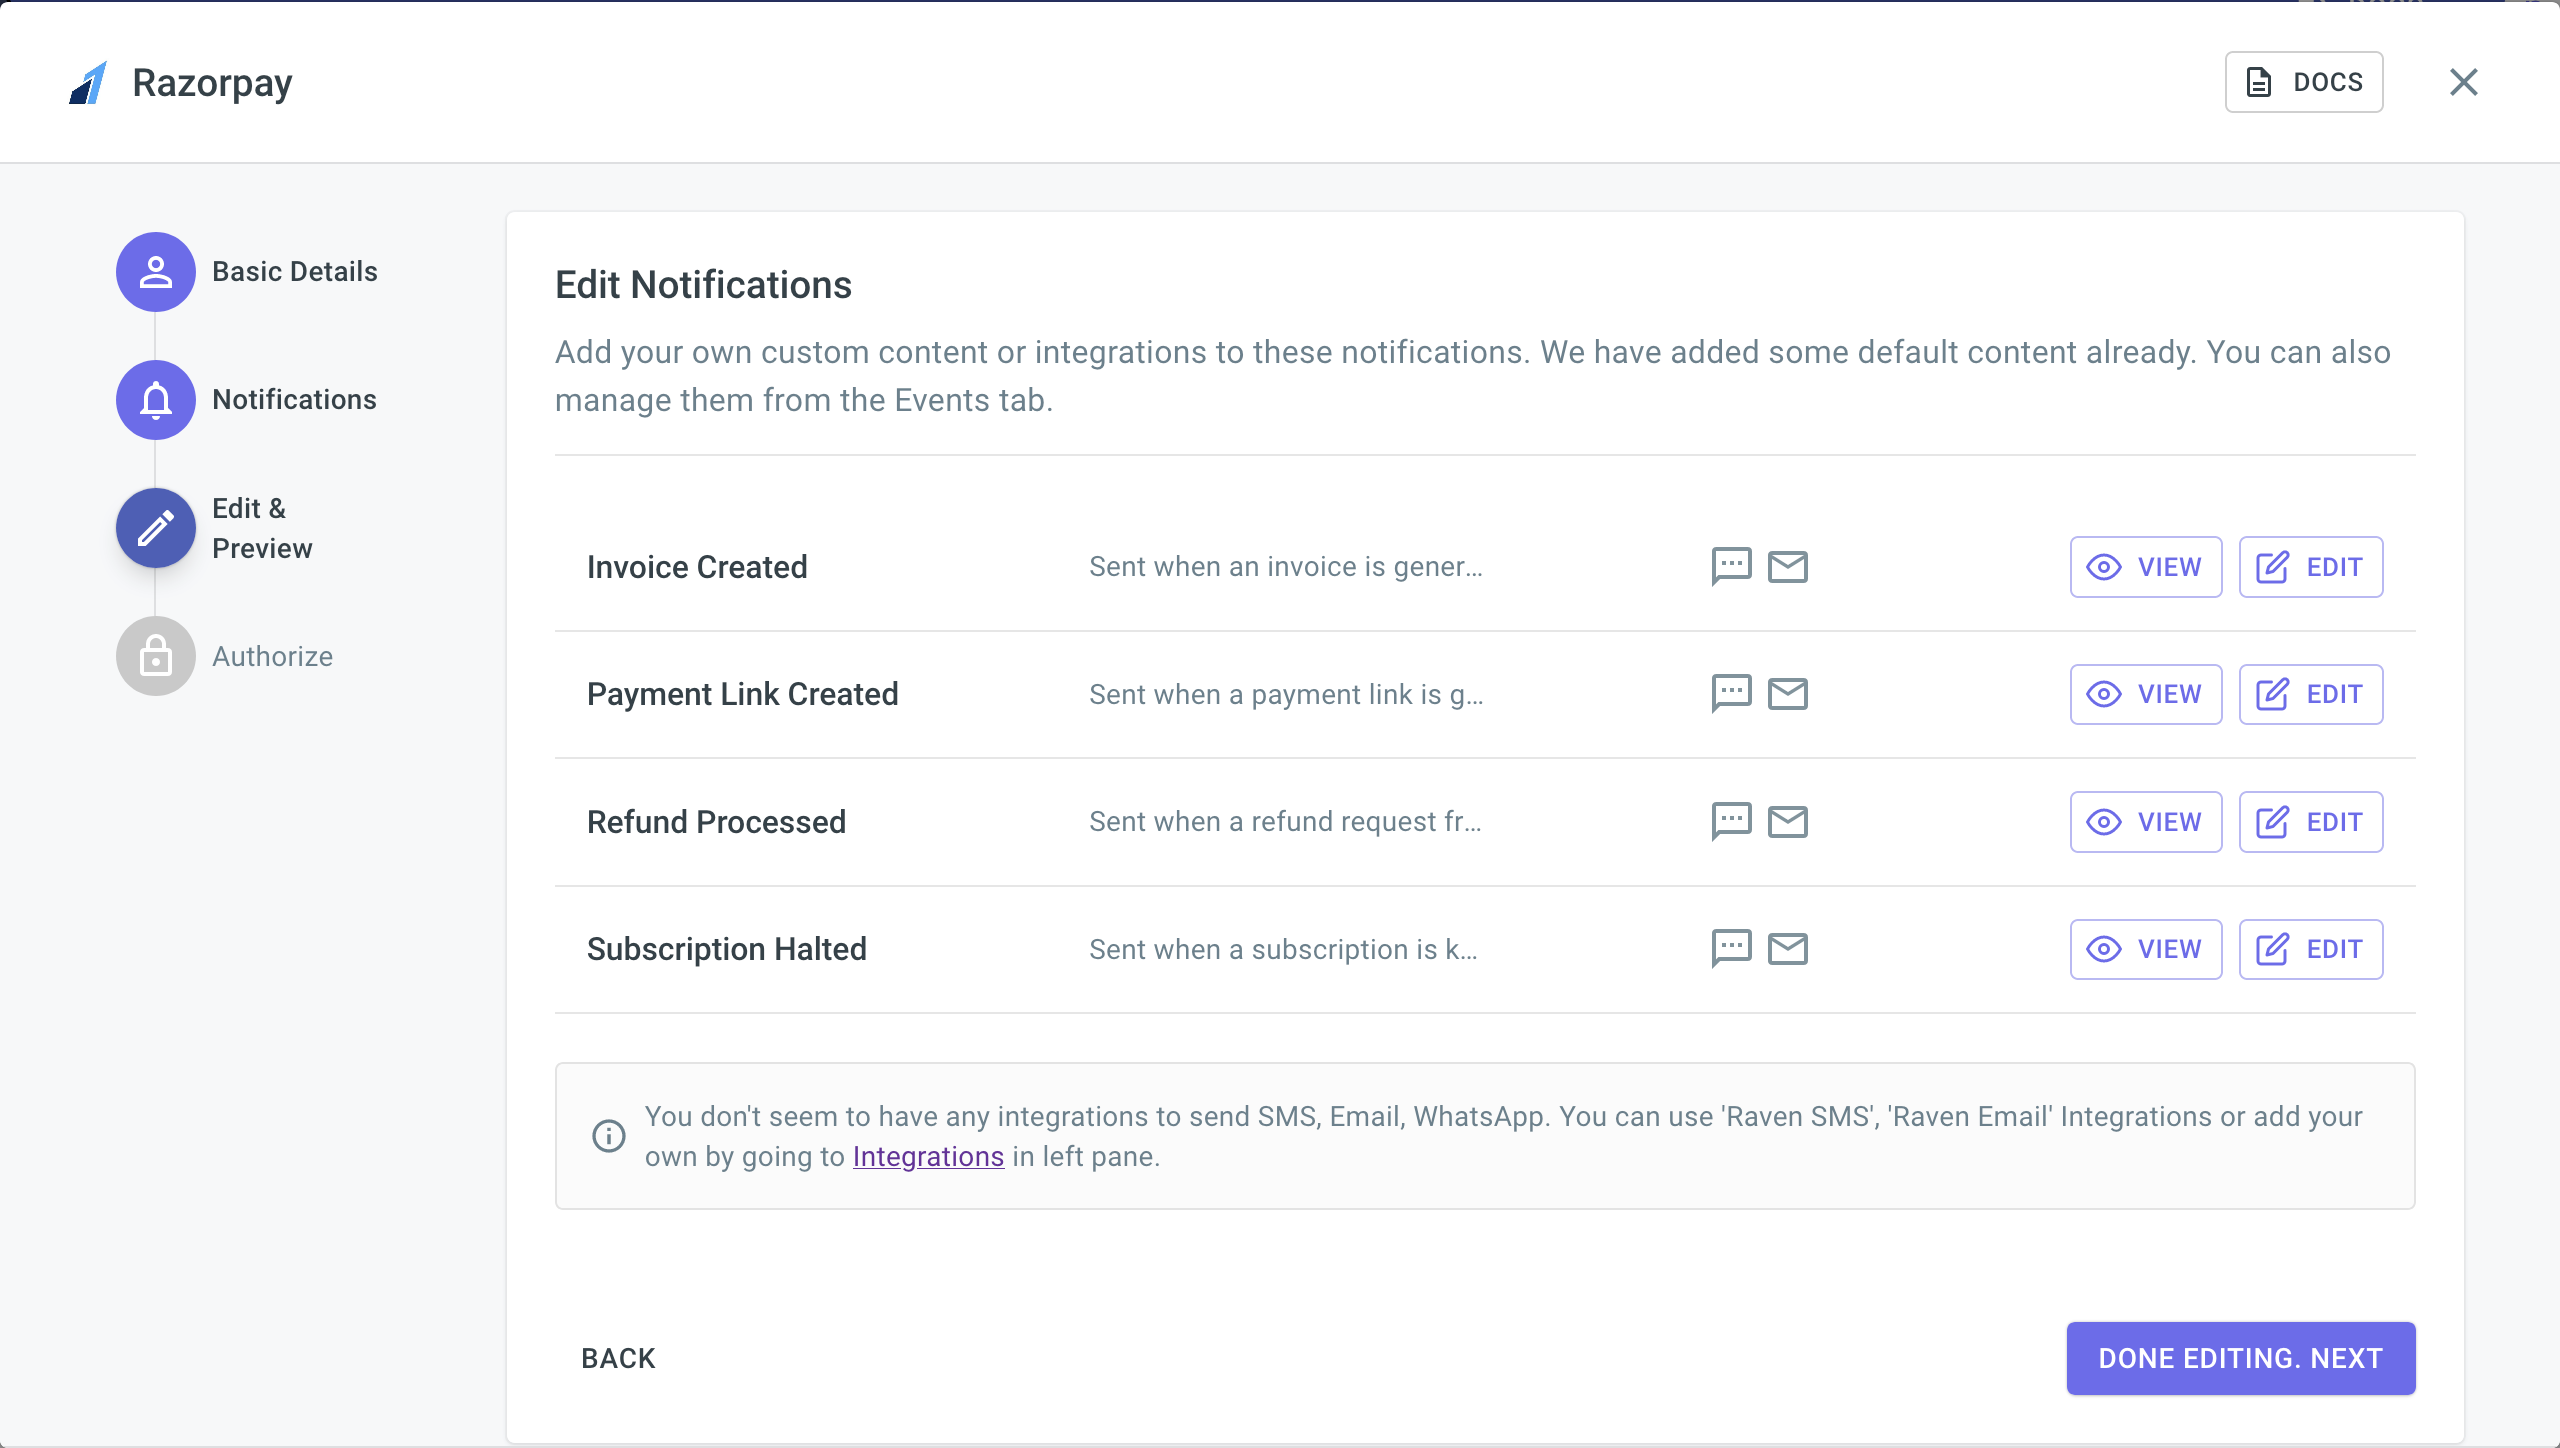 Razorpay
DOCS
Basic Details
Notifications
Edit &
Preview
Authorize
Edit Notifications
Add your own custom content or integrations to these notifications. We have added some default content already. You can also
manage them from the Events tab.
Invoice Created
Sent when an invoice is gener...
VIEW
EDIT
Payment Link Created
Sent when a payment link is g...
VIEW
EDIT
Refund Processed
Sent when a refund request fr...
VIEW
EDIT
Subscription Halted
Sent when a subscription is k...
VIEW
EDIT
You don't seem to have any integrations to send SMS, Email, WhatsApp. You can use 'Raven SMS', 'Raven Email' Integrations or add your
own by going to Integrations in left pane.
BACK
DONE EDITING. NEXT